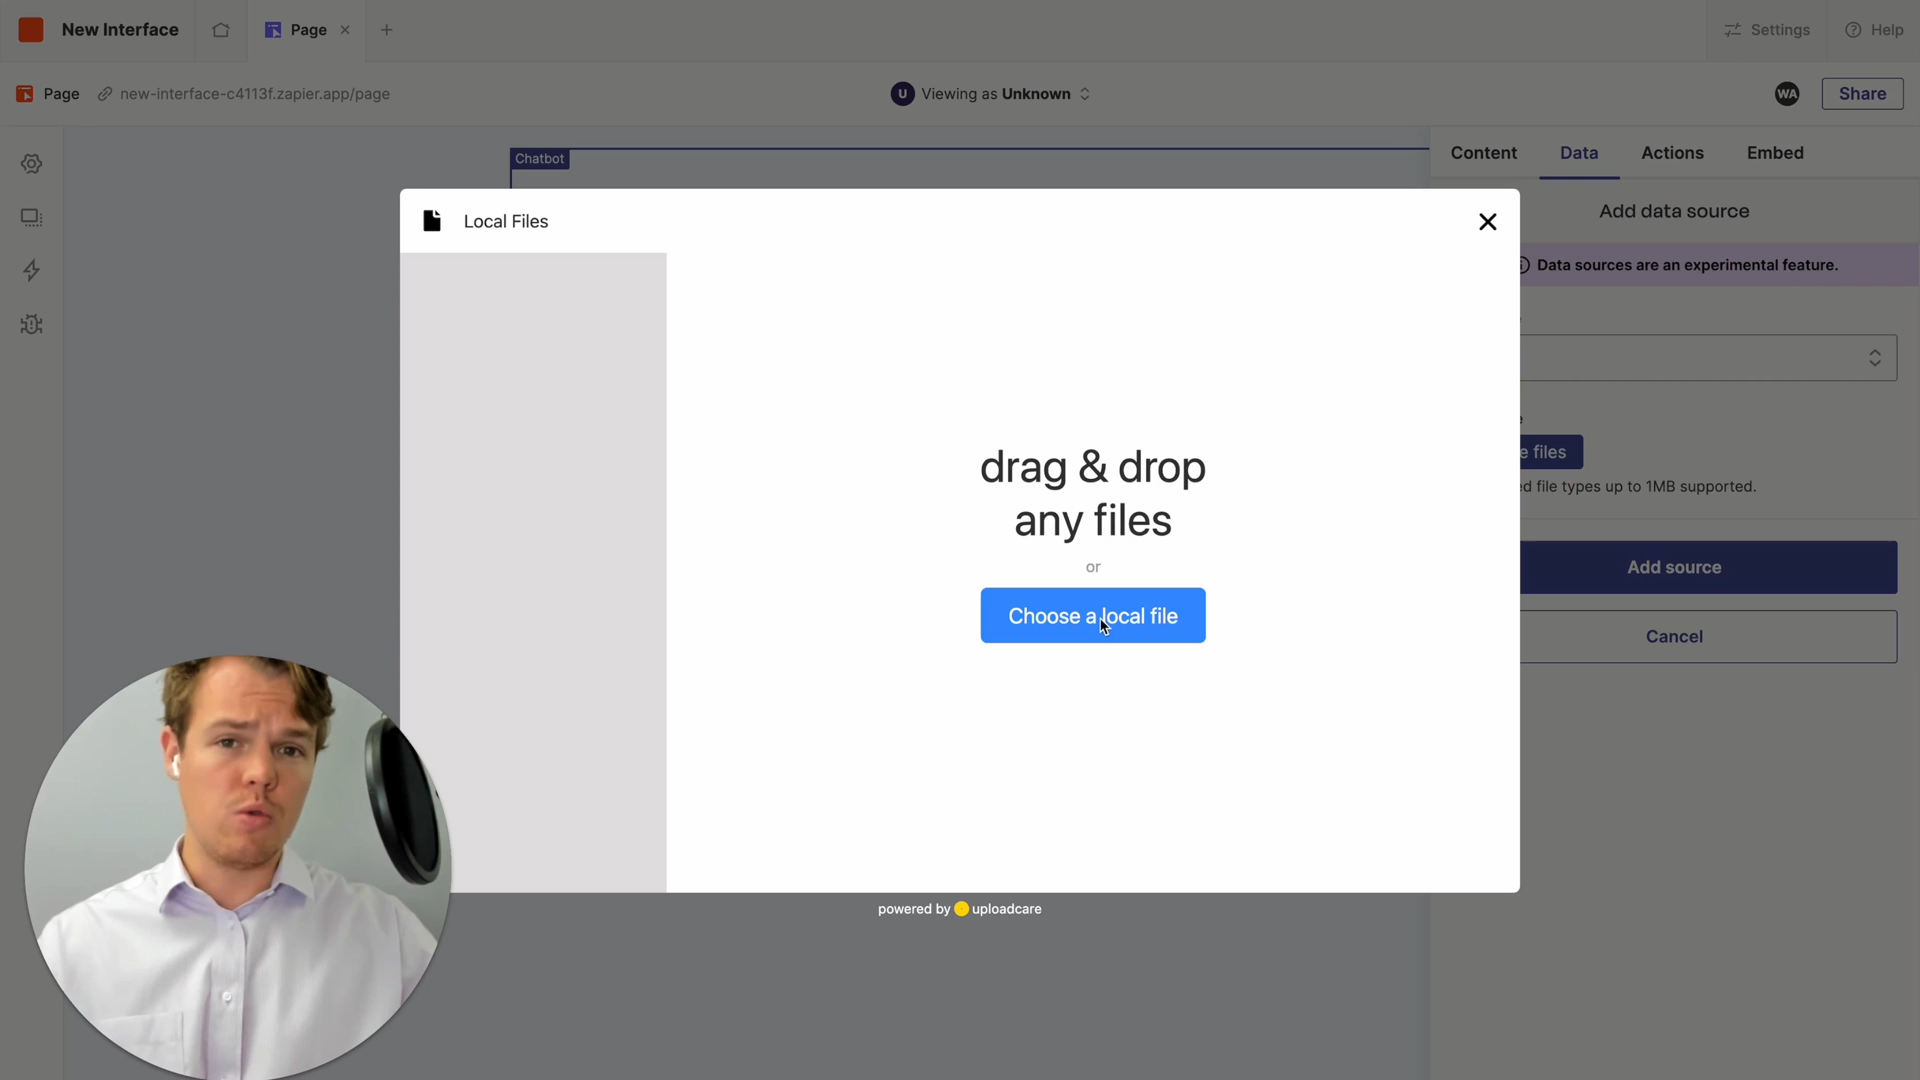 New Interface
Page
Settings
Help
Page
new-interface-c4113f.zapier.app/page
U
Viewing as Unknown
WA
Share
Chatbot
Content
Data
Actions
Embed
Local Files
Add data source
Data sources are an experimental feature.
drag & drop
any files
or
Choose a local file
e files
ed file types up to 1MB supported.
Add source
Cancel
powered by uploadcare